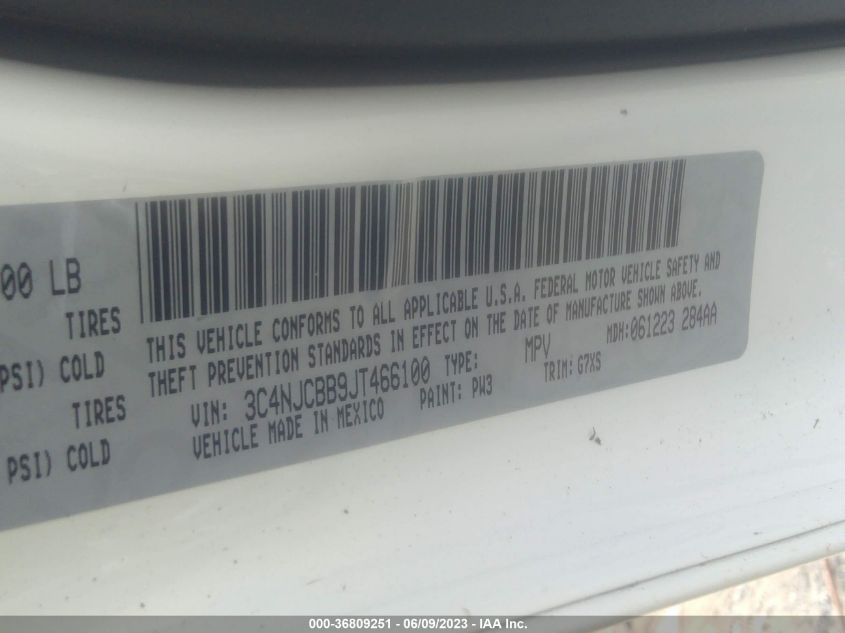 00 LB
TIRES
PSI) COLD
TIRES
PSI) COLD
THIS VEHICLE CONFORMS TO ALL APPLICABLE U.S.A. FEDERAL MOTOR VEHICLE SAFETY AND
THEFT PREVENTION STANDARDS IN EFFECT ON THE DATE OF MANUFACTURE SHOWN ABOVE.
VIN: 3C4NJCBB9JT466100 TYPE: MPV MDH:061223 284AA
VEHICLE MADE IN MEXICO PAINT: PW3 TRIM: G7XS
000-36809251 - 06/09/2023 - IAA Inc.